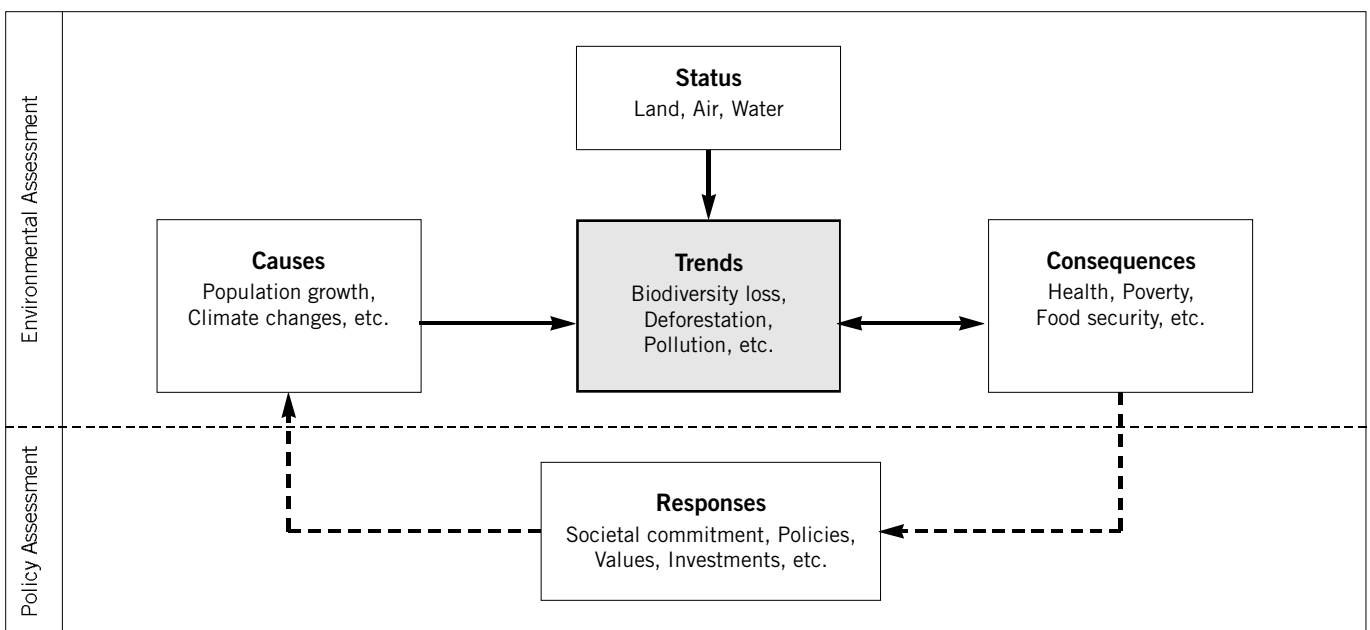 Environmental Assessment
Status
Land, Air, Water
Causes
Population growth,
Climate changes, etc.
Trends
Biodiversity loss,
Deforestation,
Pollution, etc.
Consequences
Health, Poverty,
Food security, etc.
Policy Assessment
Responses
Societal commitment, Policies,
Values, Investments, etc.